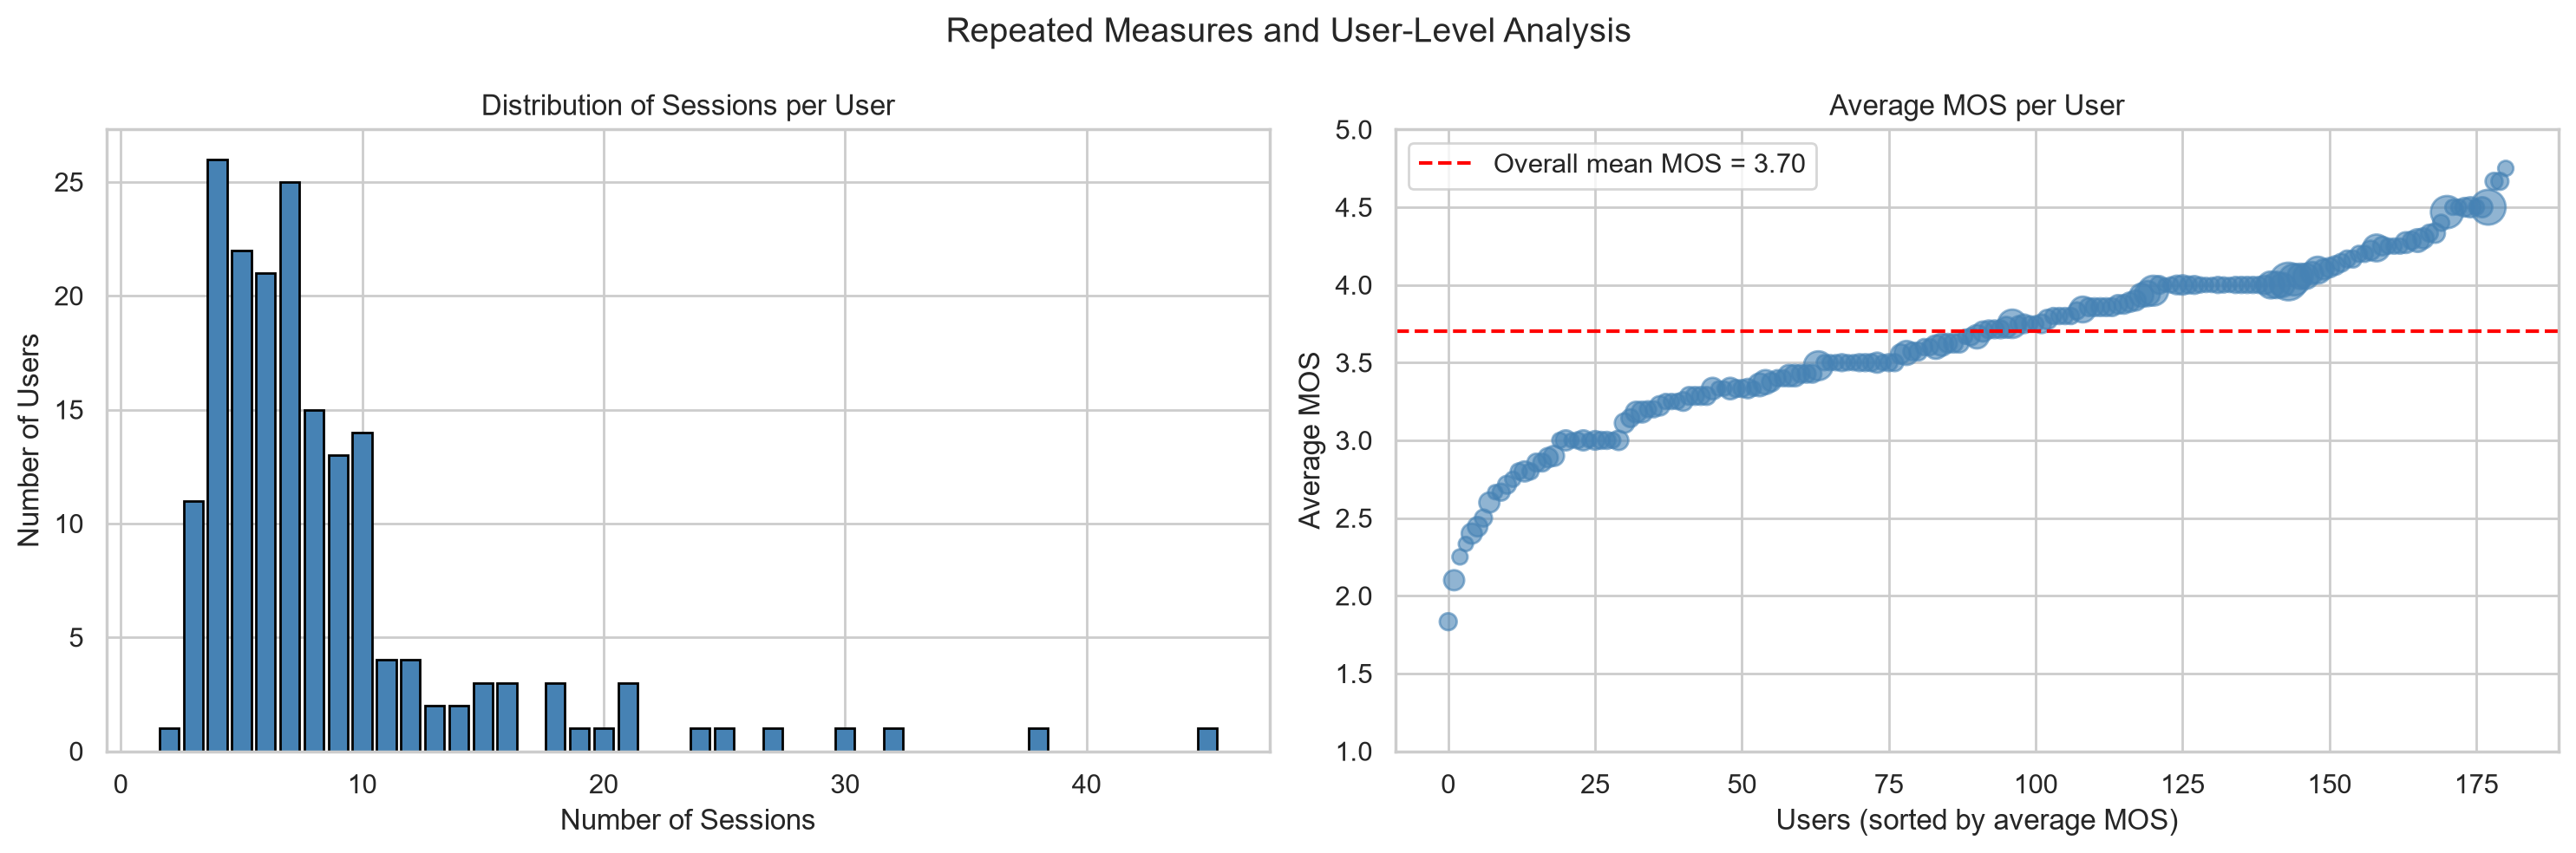 Repeated Measures and User-Level Analysis
Distribution of Sessions per User
Number of Users
25
20
15
10
5
0
0 10 20 30 40
Number of Sessions
Average MOS per User
Overall mean MOS = 3.70
Average MOS
5.0
4.5
4.0
3.5
3.0
2.5
2.0
1.5
1.0
0 25 50 75 100 125 150 175
Users (sorted by average MOS)